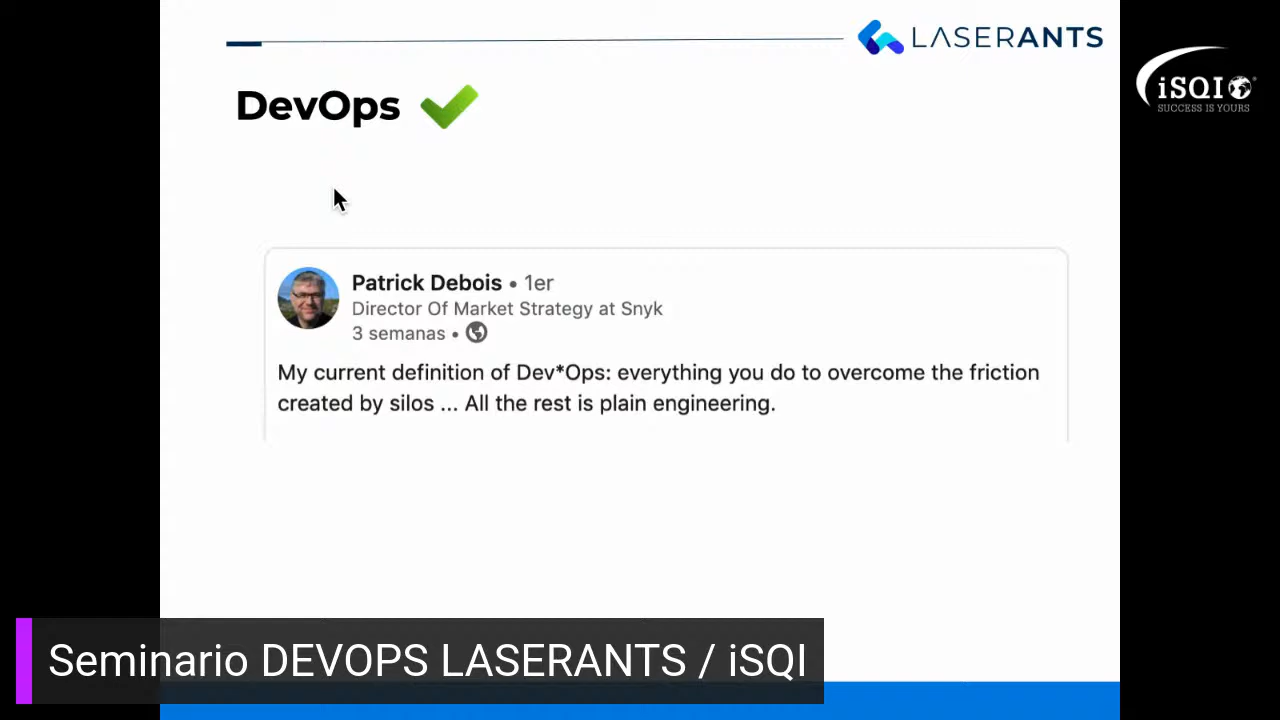 LASERANTS
iSQI
SUCCESS IS YOURS
DevOps
Patrick Debois • 1er
Director Of Market Strategy at Snyk
3 semanas •
My current definition of Dev*Ops: everything you do to overcome the friction
created by silos ... All the rest is plain engineering.
Seminario DEVOPS LASERANTS / iSQI